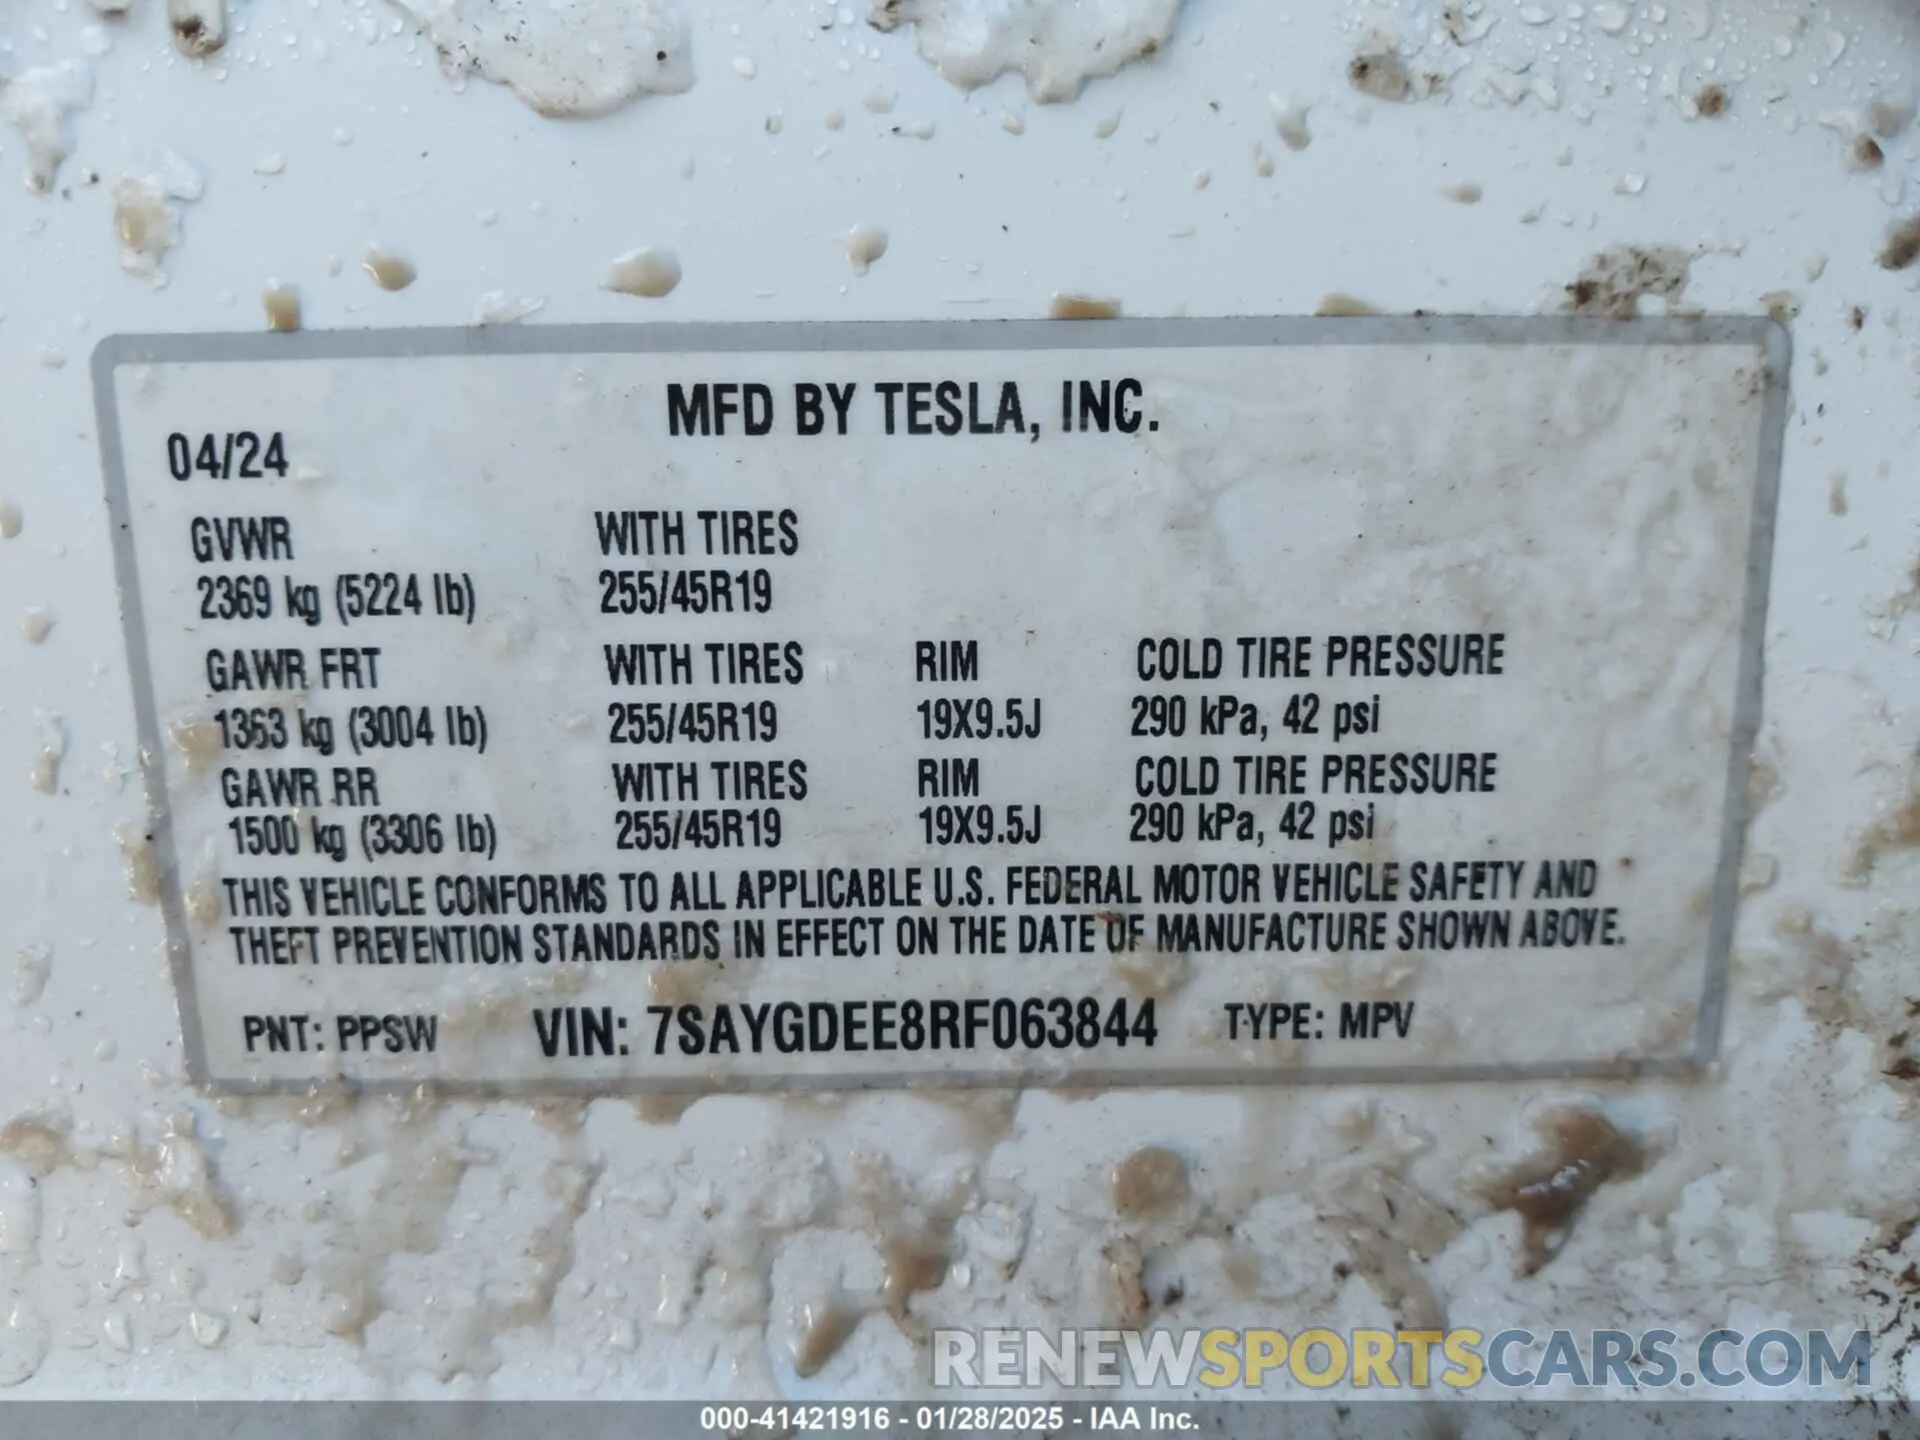 MFD BY TESLA, INC.
04/24
GVWR WITH TIRES
2369 kg (5224 lb) 255/45R19
GAWR FRT WITH TIRES RIM COLD TIRE PRESSURE
1363 kg (3004 lb) 255/45R19 19X9.5J 290 kPa, 42 psi
GAWR RR WITH TIRES RIM COLD TIRE PRESSURE
1500 kg (3306 lb) 255/45R19 19X9.5J 290 kPa, 42 psi
THIS VEHICLE CONFORMS TO ALL APPLICABLE U.S. FEDERAL MOTOR VEHICLE SAFETY AND
THEFT PREVENTION STANDARDS IN EFFECT ON THE DATE OF MANUFACTURE SHOWN ABOVE.
PNT: PPSW VIN: 7SAYGDEE8RF063844 TYPE: MPV
RENEWSPORTSCARS.COM
000-41421916 - 01/28/2025 - IAA Inc.